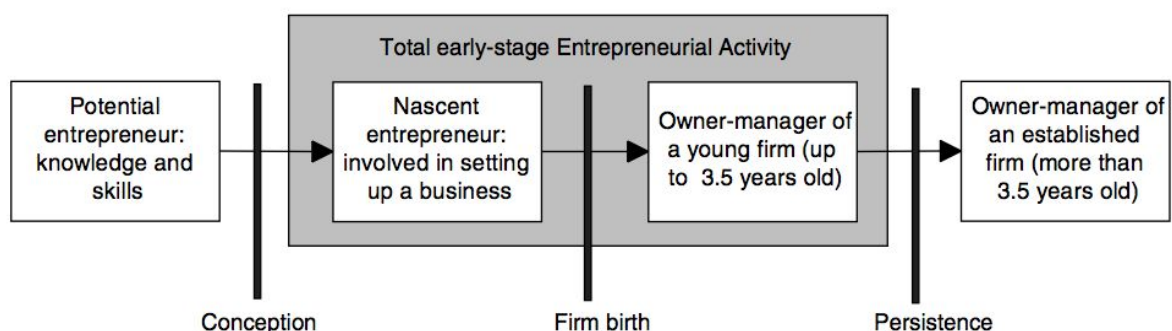 Total early-stage Entrepreneurial Activity
Potential
entrepreneur:
knowledge and
skills
Nascent
entrepreneur:
involved in setting
up a business
Owner-manager of
a young firm (up
to 3.5 years old)
Owner-manager of
an established
firm (more than
3.5 years old)
Conception
Firm birth
Persistence